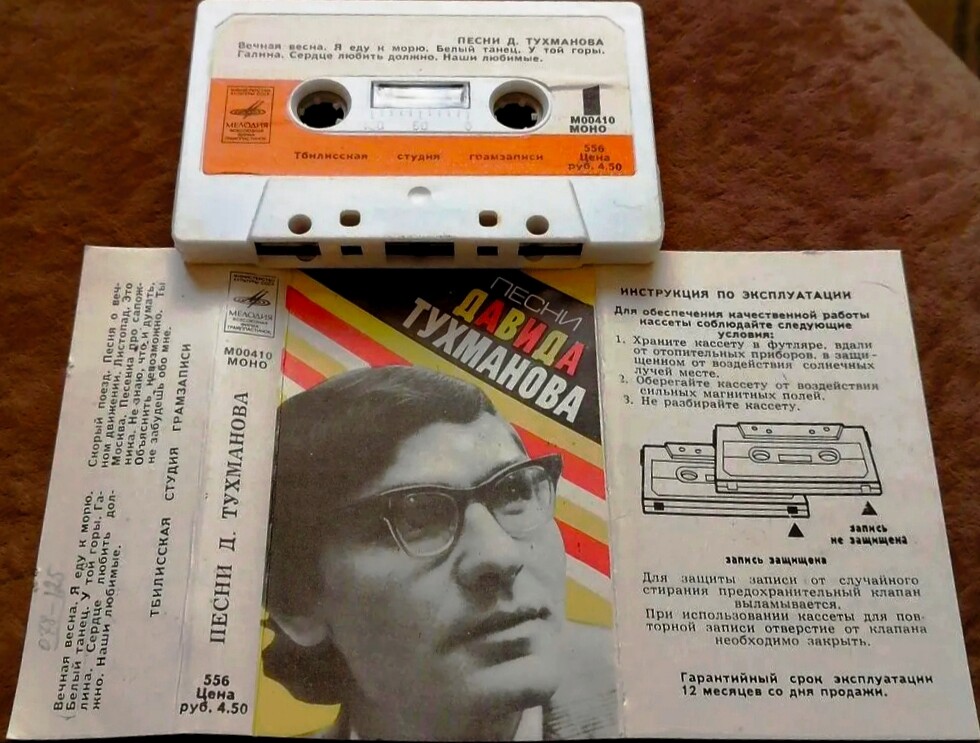 ПЕСНИ Д. ТУХМАНОВА
Вечная весна. Я еду к морю. Белый танец. У той горы.
Галина. Сердце любить должно. Наши любимые.
МЕЛОДИЯ
1
М00410
МОНО
Тбилисская студия грамзаписи
556
Цена
руб. 4.50
Вечная весна. Я еду к морю.
Белый танец. У той горы. Га-
лина. Сердце любить дол-
жно. Наши любимые.
Скорый поезд. Песня о веч-
ном движении. Листопад. Это
Москва. Песенка про сапож-
ника. Не знаю, что и думать.
Объяснить невозможно. Ты
не забудешь обо мне.
ТБИЛИССКАЯ СТУДИЯ ГРАМЗАПИСИ
МЕЛОДИЯ
М00410
МОНО
ПЕСНИ Д. ТУХМАНОВА
556
Цена
руб. 4.50
ПЕСНИ
ДАВИДА
ТУХМАНОВА
ИНСТРУКЦИЯ ПО ЭКСПЛУАТАЦИИ
Для обеспечения качественной работы
кассеты соблюдайте следующие
условия:
1. Храните кассету в футляре, вдали
от отопительных приборов, в защи-
щенном от воздействия солнечных
лучей месте.
2. Оберегайте кассету от воздействия
сильных магнитных полей.
3. Не разбирайте кассету.
запись
не защищена
запись защищена
Для защиты записи от случайного
стирания предохранительный клапан
выламывается.
При использовании кассеты для пов-
торной записи отверстие от клапана
необходимо закрыть.
Гарантийный срок эксплуатации
12 месяцев со дня продажи.